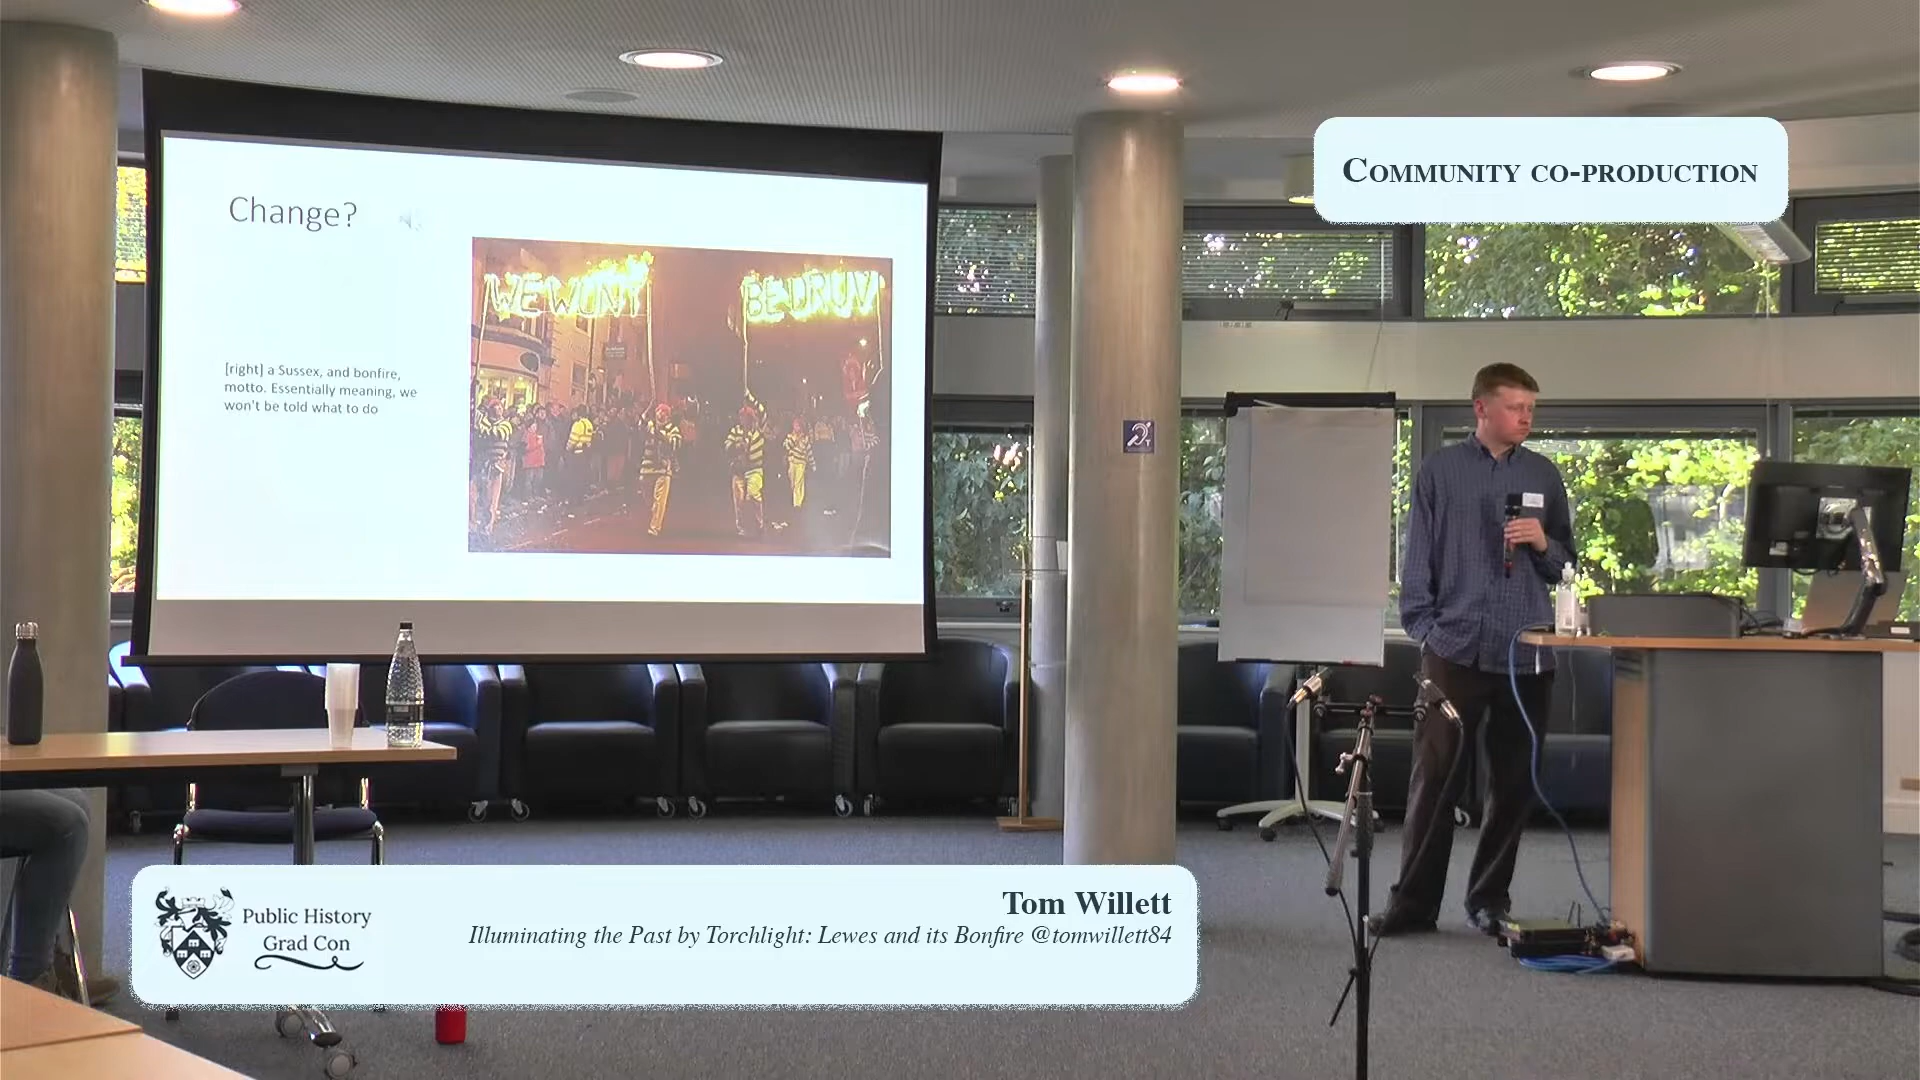 Community co-production
Change?
WE WUNT BE DRUV
[right] a Sussex, and bonfire,
motto. Essentially meaning, we
won't be told what to do
Public History
Grad Con
Tom Willett
Illuminating the Past by Torchlight: Lewes and its Bonfire @tomwillett84